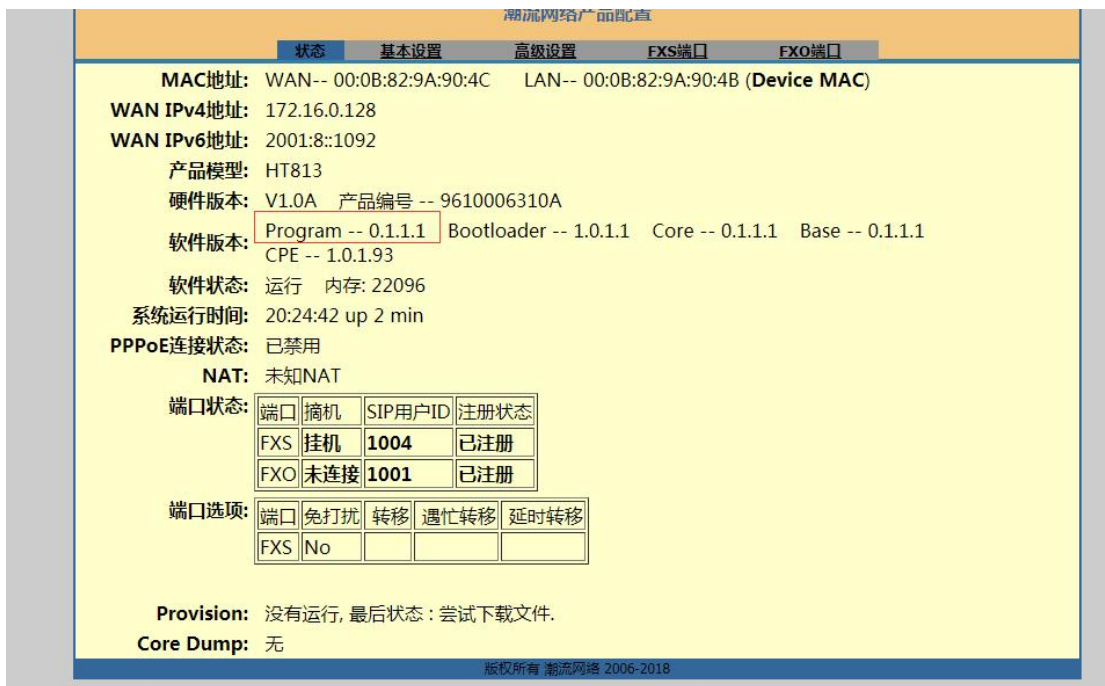 潮流网络产品配置
状态 基本设置 高级设置 FXS端口 FXO端口
MAC地址: WAN-- 00:0B:82:9A:90:4C LAN-- 00:0B:82:9A:90:4B (Device MAC)
WAN IPv4地址: 172.16.0.128
WAN IPv6地址: 2001:8::1092
产品模型: HT813
硬件版本: V1.0A 产品编号 -- 9610006310A
软件版本: Program -- 0.1.1.1 Bootloader -- 1.0.1.1 Core -- 0.1.1.1 Base -- 0.1.1.1
CPE -- 1.0.1.93
软件状态: 运行 内存: 22096
系统运行时间: 20:24:42 up 2 min
PPPoE连接状态: 已禁用
NAT: 未知NAT
端口状态: 端口 摘机 SIP用户ID 注册状态
FXS 挂机 1004 已注册
FXO 未连接 1001 已注册
端口选项: 端口 免打扰 转移 遇忙转移 延时转移
FXS No
Provision: 没有运行, 最后状态 : 尝试下载文件.
Core Dump: 无
版权所有 潮流网络 2006-2018